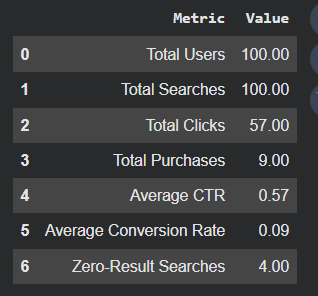 Metric Value
0 Total Users 100.00
1 Total Searches 100.00
2 Total Clicks 57.00
3 Total Purchases 9.00
4 Average CTR 0.57
5 Average Conversion Rate 0.09
6 Zero-Result Searches 4.00